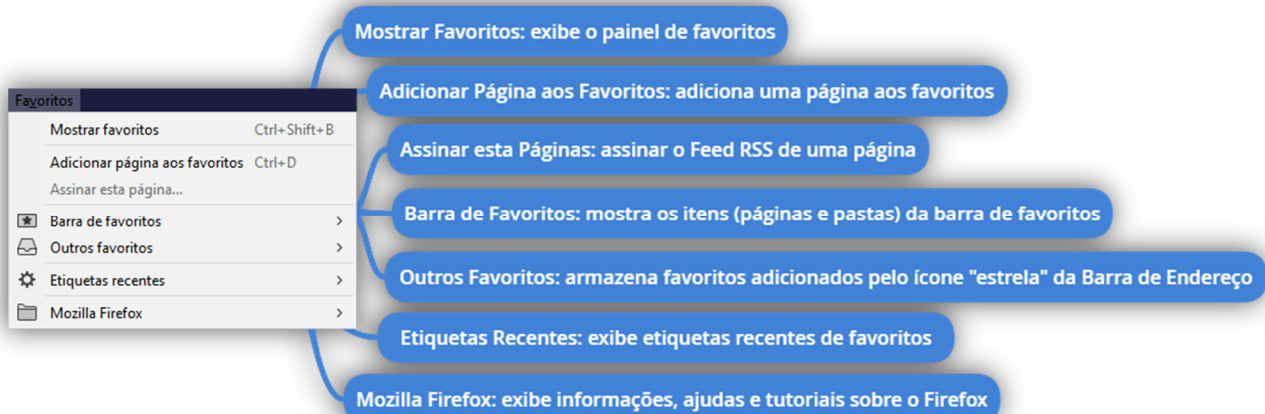 Favoritos
Mostrar favoritos Ctrl+Shift+B
Adicionar página aos favoritos Ctrl+D
Assinar esta página...
Barra de favoritos
Outros favoritos
Etiquetas recentes
Mozilla Firefox
Mostrar Favoritos: exibe o painel de favoritos
Adicionar Página aos Favoritos: adiciona uma página aos favoritos
Assinar esta Páginas: assinar o Feed RSS de uma página
Barra de Favoritos: mostra os itens (páginas e pastas) da barra de favoritos
Outros Favoritos: armazena favoritos adicionados pelo ícone "estrela" da Barra de Endereço
Etiquetas Recentes: exibe etiquetas recentes de favoritos
Mozilla Firefox: exibe informações, ajudas e tutoriais sobre o Firefox